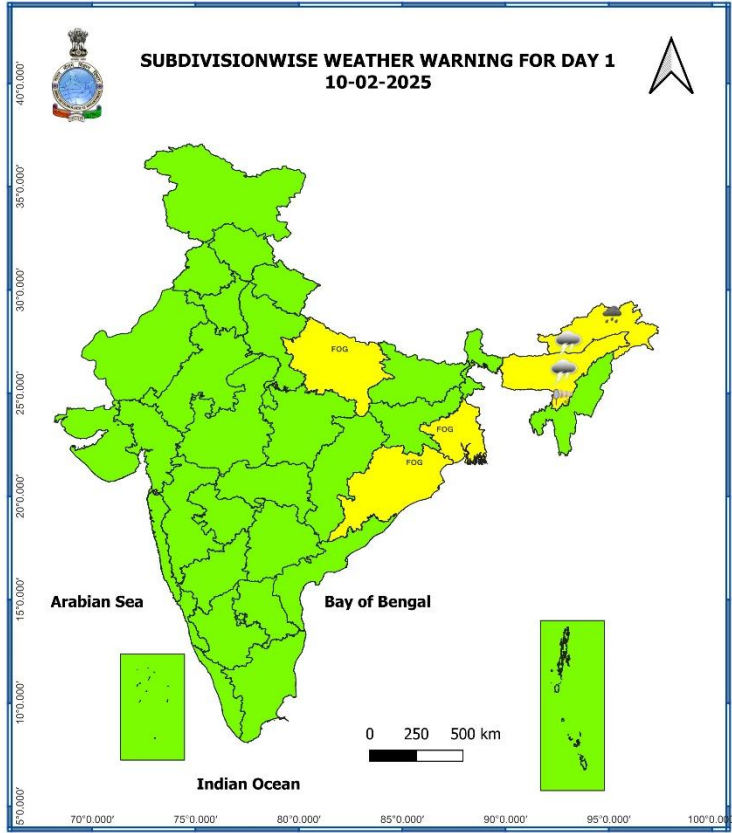 SUBDIVISIONWISE WEATHER WARNING FOR DAY 1
10-02-2025
40°0.000'
35°0.000'
30°0.000'
25°0.000'
20°0.000'
15°0.000'
10°0.000'
5°0.000'
FOG
FOG
FOG
Arabian Sea
Bay of Bengal
0 250 500 km
Indian Ocean
70°0.000' 75°0.000' 80°0.000' 85°0.000' 90°0.000' 95°0.000' 100°0.000'